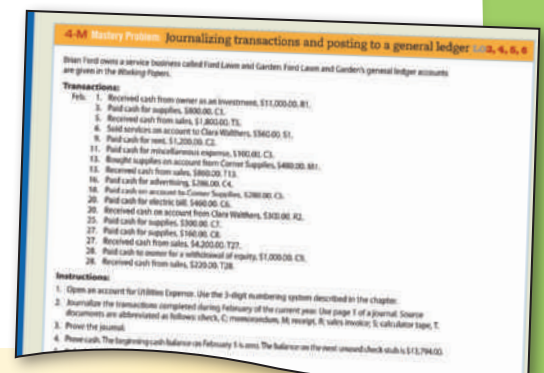 4-M Mastery Problem: Journalizing transactions and posting to a general ledger LO3, 4, 5, 6
Brian Ford owns a service business called Ford Lawn and Garden. Ford Lawn and Garden's general ledger accounts
are given in the Working Papers.
Transactions:
Feb. 1. Received cash from owner as an investment, $11,000.00. R1.
3. Paid cash for supplies, $800.00. C1.
5. Received cash from sales, $1,800.00. T5.
6. Sold services on account to Clara Walthers, $560.00. S1.
9. Paid cash for rent, $1,200.00. C2.
11. Paid cash for miscellaneous expense, $100.00. C3.
13. Bought supplies on account from Corner Supplies, $480.00. M1.
13. Received cash from sales, $860.00. T13.
16. Paid cash for advertising, $286.00. C4.
18. Paid cash on account to Corner Supplies, $280.00. C5.
20. Paid cash for electric bill, $460.00. C6.
20. Received cash on account from Clara Walthers, $300.00. R2.
25. Paid cash for supplies, $300.00. C7.
27. Paid cash for supplies, $160.00. C8.
27. Received cash from sales, $4,200.00. T27.
28. Paid cash to owner for a withdrawal of equity, $1,000.00. C9.
28. Received cash from sales, $220.00. T28.
Instructions:
1. Open an account for Utilities Expense. Use the 3-digit numbering system described in the chapter.
2. Journalize the transactions completed during February of the current year. Use page 1 of a journal. Source
documents are abbreviated as follows: check, C; memorandum, M; receipt, R; sales invoice, S; calculator tape, T.
3. Prove the journal.
4. Prove cash. The beginning cash balance on February 1 is zero. The balance on the next unused check stub is $13,794.00.